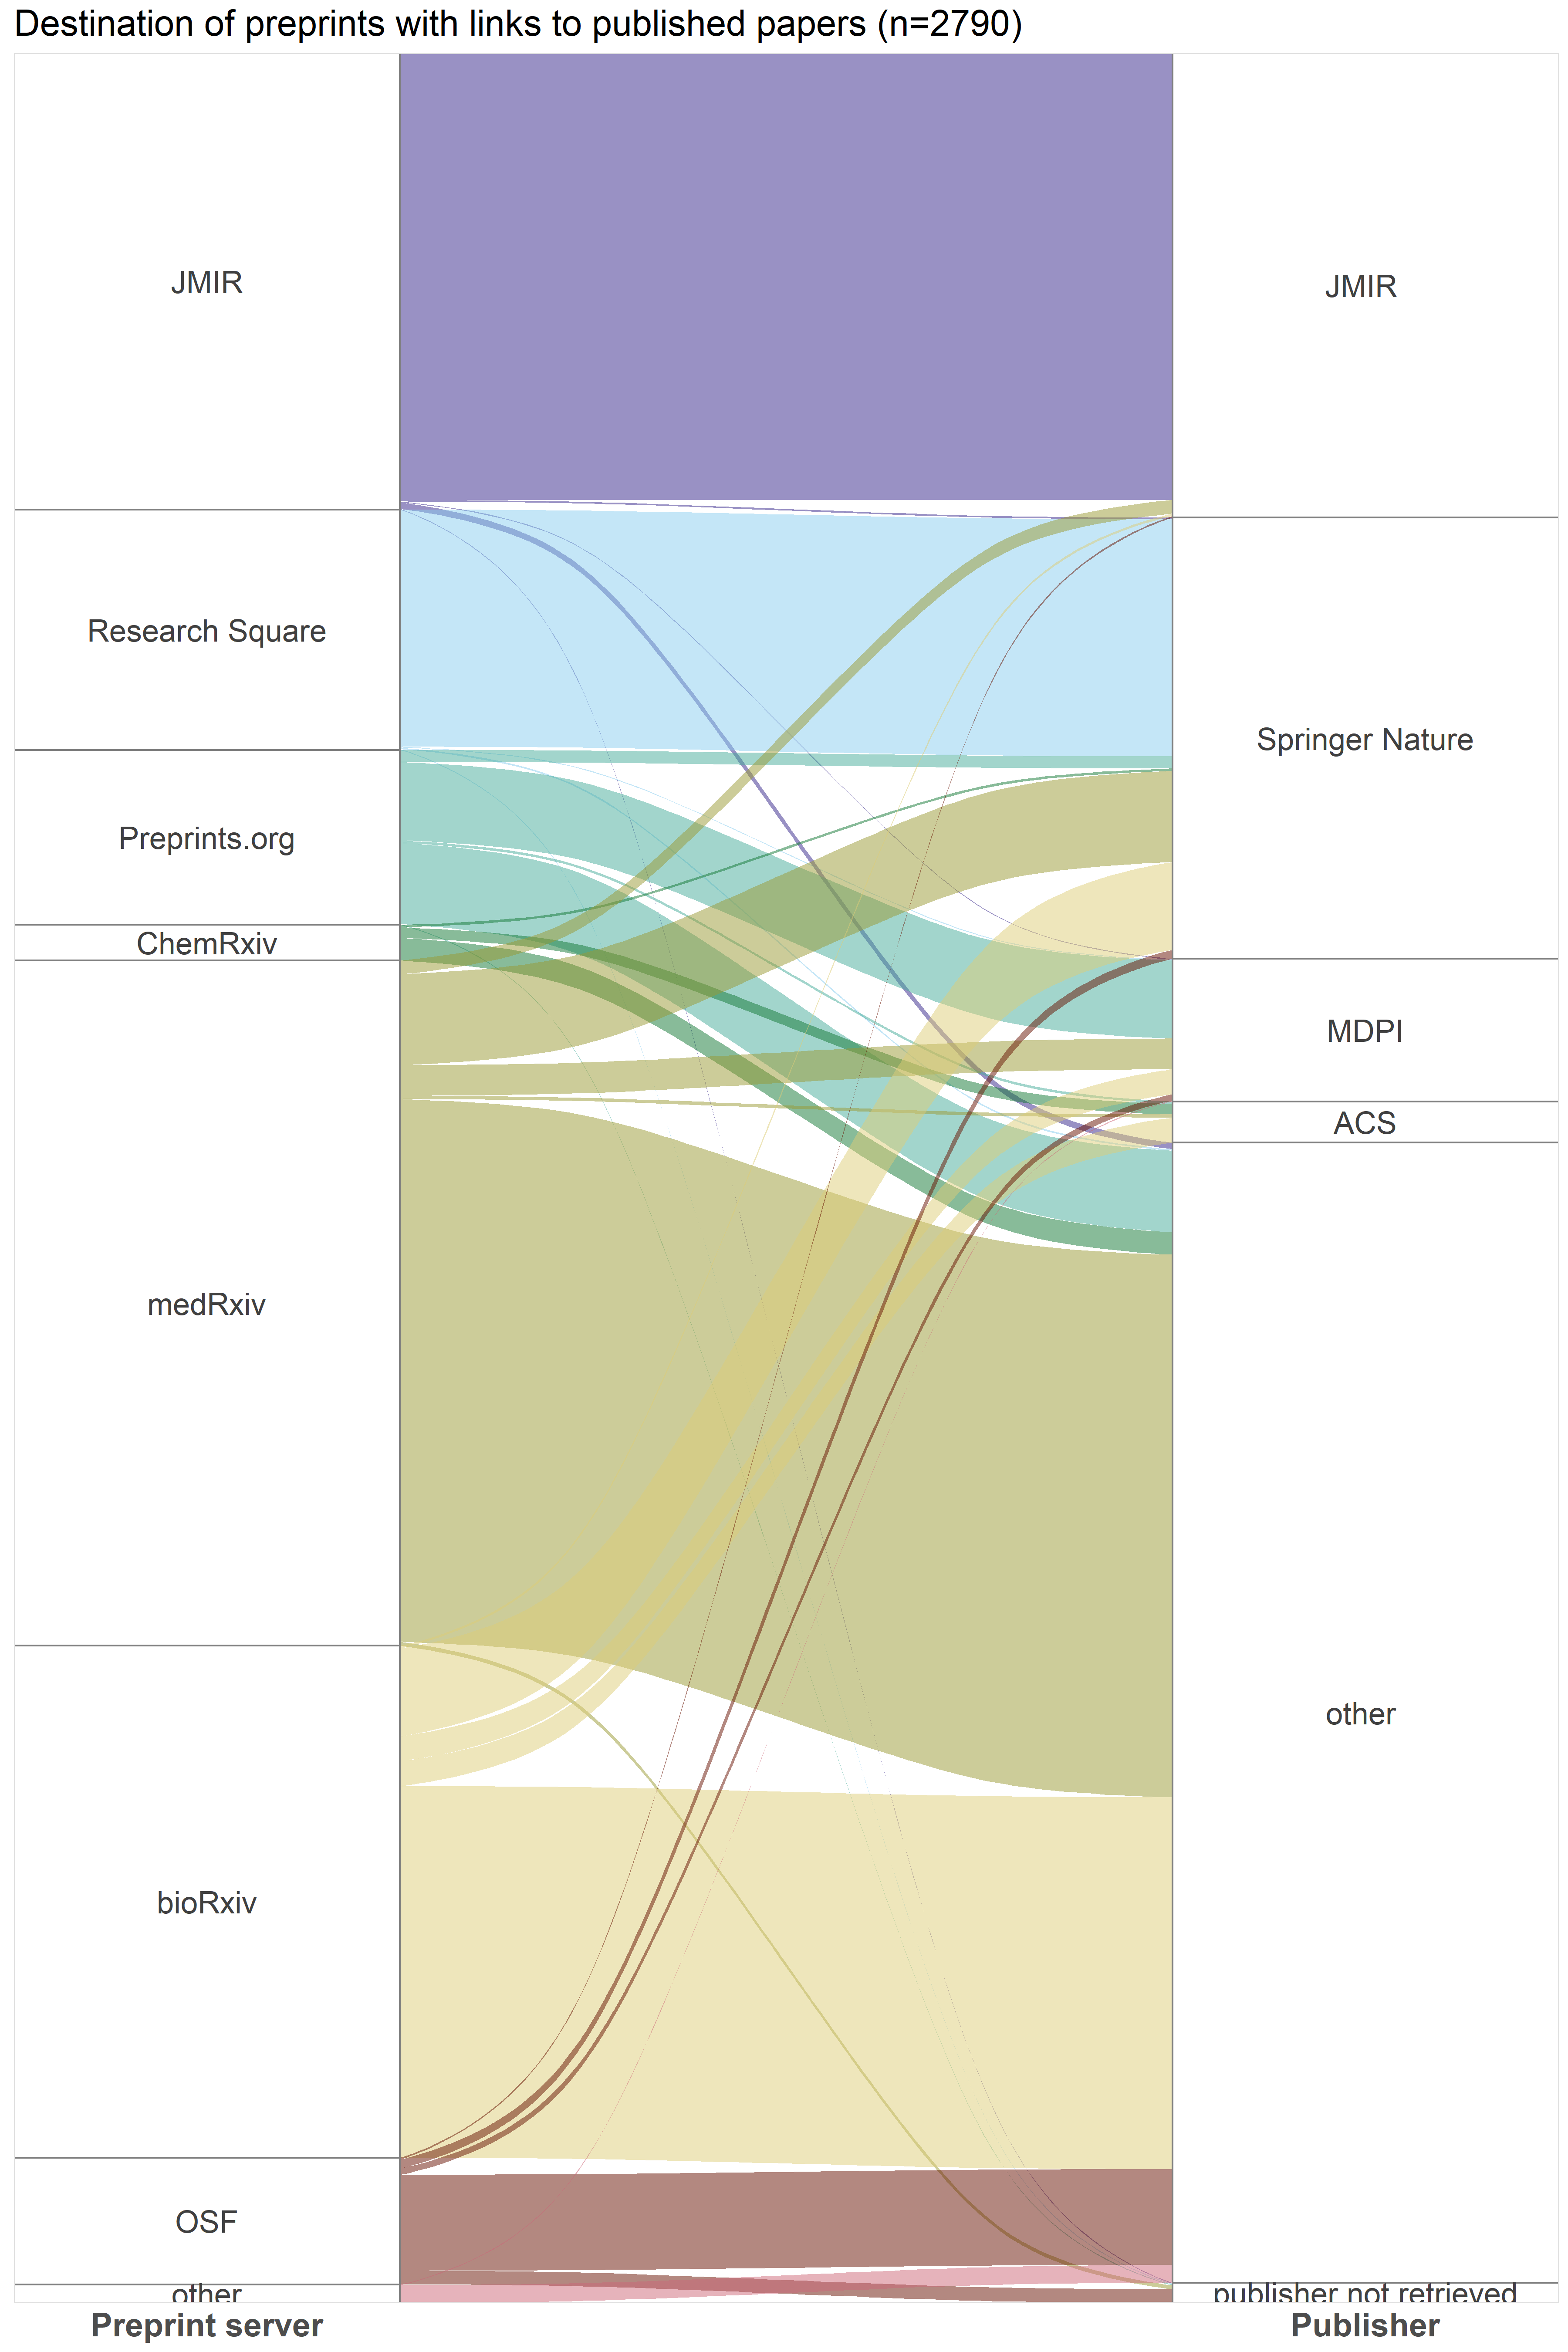 Destination of preprints with links to published papers (n=2790)
JMIR
Research Square
Preprints.org
ChemRxiv
medRxiv
bioRxiv
OSF
other
Preprint server
JMIR
Springer Nature
MDPI
ACS
other
publisher not retrieved
Publisher